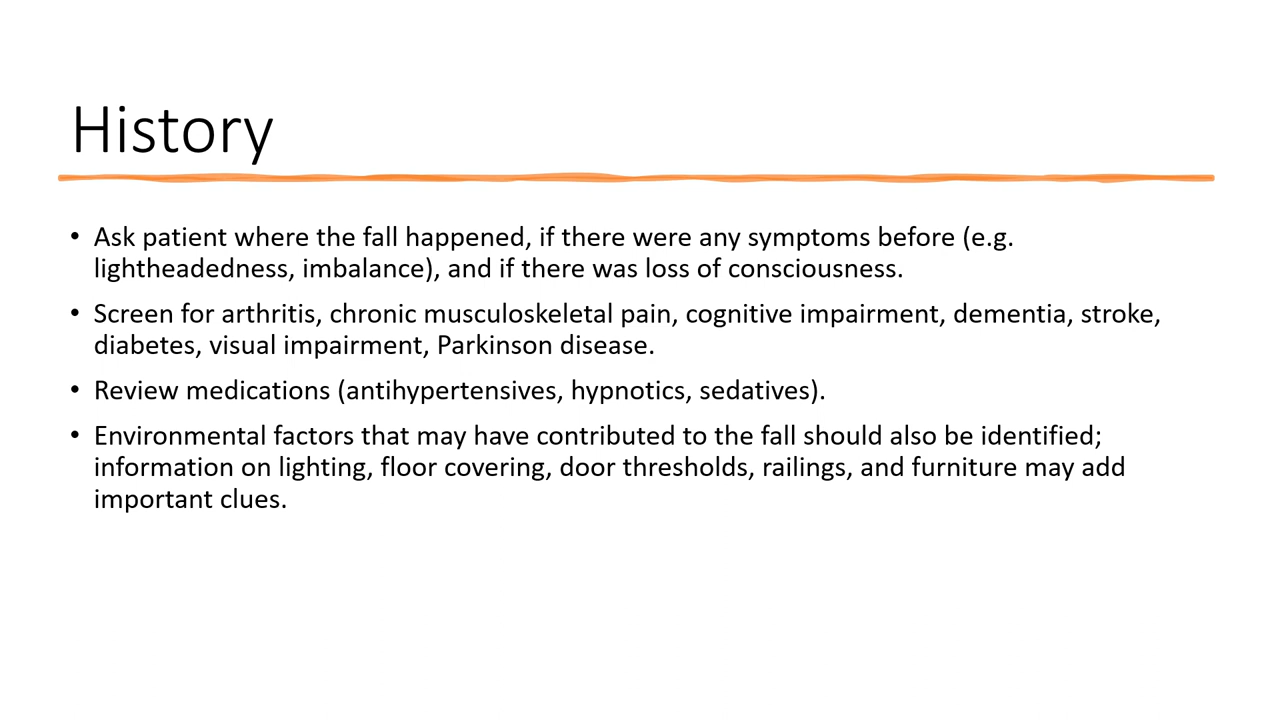 History
• Ask patient where the fall happened, if there were any symptoms before (e.g.
lightheadedness, imbalance), and if there was loss of consciousness.
• Screen for arthritis, chronic musculoskeletal pain, cognitive impairment, dementia, stroke,
diabetes, visual impairment, Parkinson disease.
• Review medications (antihypertensives, hypnotics, sedatives).
• Environmental factors that may have contributed to the fall should also be identified;
information on lighting, floor covering, door thresholds, railings, and furniture may add
important clues.